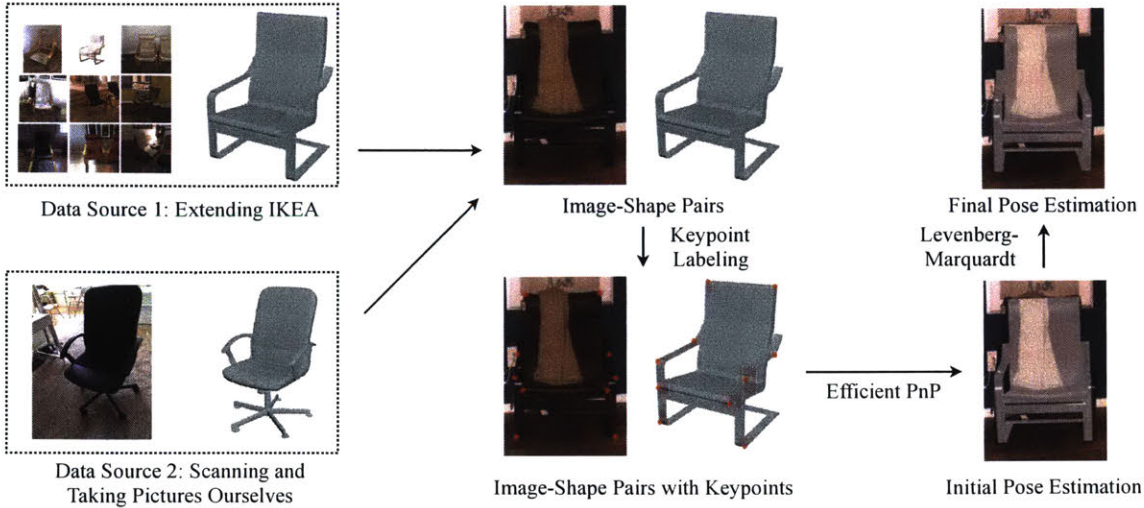 Data Source 1: Extending IKEA
Image-Shape Pairs
Final Pose Estimation
Keypoint
Labeling
Levenberg-
Marquardt
Efficient PnP
Data Source 2: Scanning and
Taking Pictures Ourselves
Image-Shape Pairs with Keypoints
Initial Pose Estimation